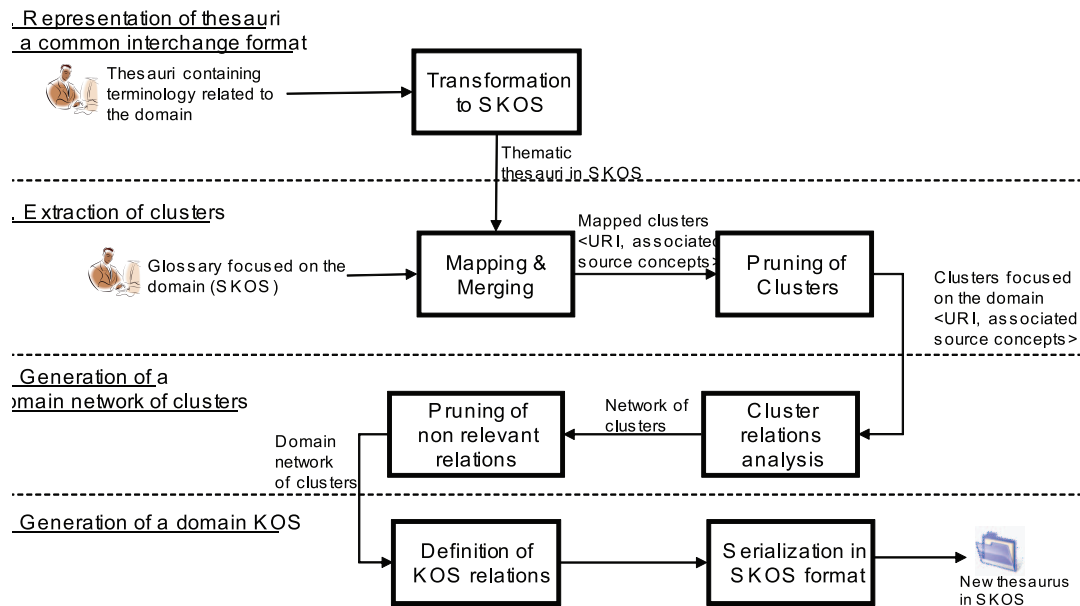 . Representation of thesauri
a common interchange format
Thesauri containing
terminology related to
the domain
Transformation
to SKOS
Thematic
thesauri in SKOS
. Extraction of clusters
Glossary focused on the
domain (SKOS)
Mapping &
Merging
Mapped clusters
<URI, associated
source concepts>
Pruning of
Clusters
Clusters focused
on the domain
<URI, associated
source concepts>
Generation of a
omain network of clusters
Pruning of
non relevant
relations
Network of
clusters
Cluster
relations
analysis
Domain
network
of clusters
Generation of a domain KOS
Definition of
KOS relations
Serialization in
SKOS format
New thesaurus
in SKOS